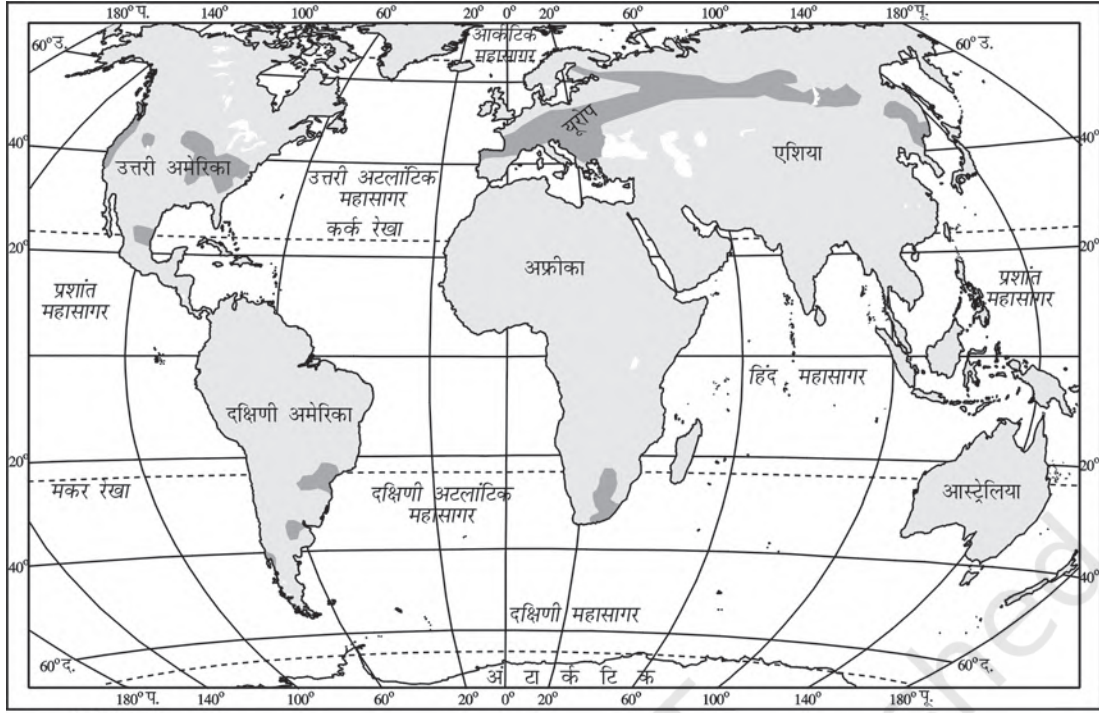 180° प. 140° 100° 60° 20° 0° 20° 60° 100° 140° 180° पू.
60° उ. 60° उ.
आर्कटिक
महासागर
यूरोप
40° 40°
एशिया
उत्तरी अमेरिका
उत्तरी अटलांटिक
महासागर
कर्क रेखा
20° 20°
अफ्रीका
प्रशांत
महासागर
प्रशांत
महासागर
हिंद महासागर
दक्षिणी अमेरिका
20° 20°
मकर रेखा
दक्षिणी अटलांटिक
महासागर
आस्ट्रेलिया
40° 40°
दक्षिणी महासागर
60° द. 60° द.
अंटार्कटिक
180° प. 140° 100° 60° 20° 0° 20° 60° 100° 140° 180° पू.